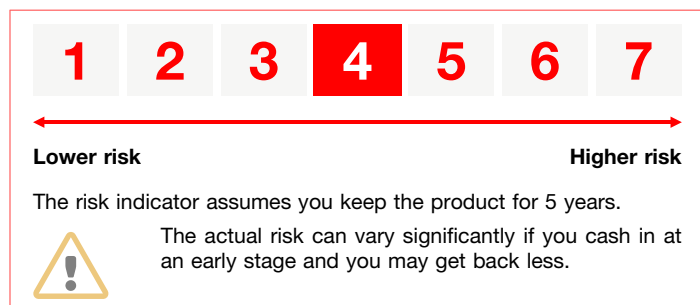 1 2 3 4 5 6 7
Lower risk Higher risk
The risk indicator assumes you keep the product for 5 years.
The actual risk can vary significantly if you cash in at
an early stage and you may get back less.